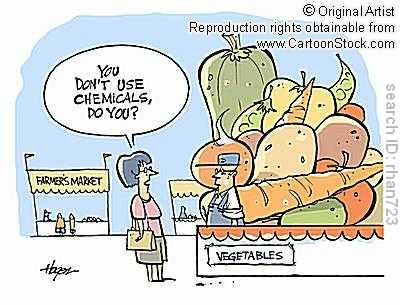 © Original Artist
Reproduction rights obtainable from
www.CartoonStock.com
YOU
DON'T USE
CHEMICALS,
DO YOU?
FARMER'S MARKET
VEGETABLES
search ID: rhan723